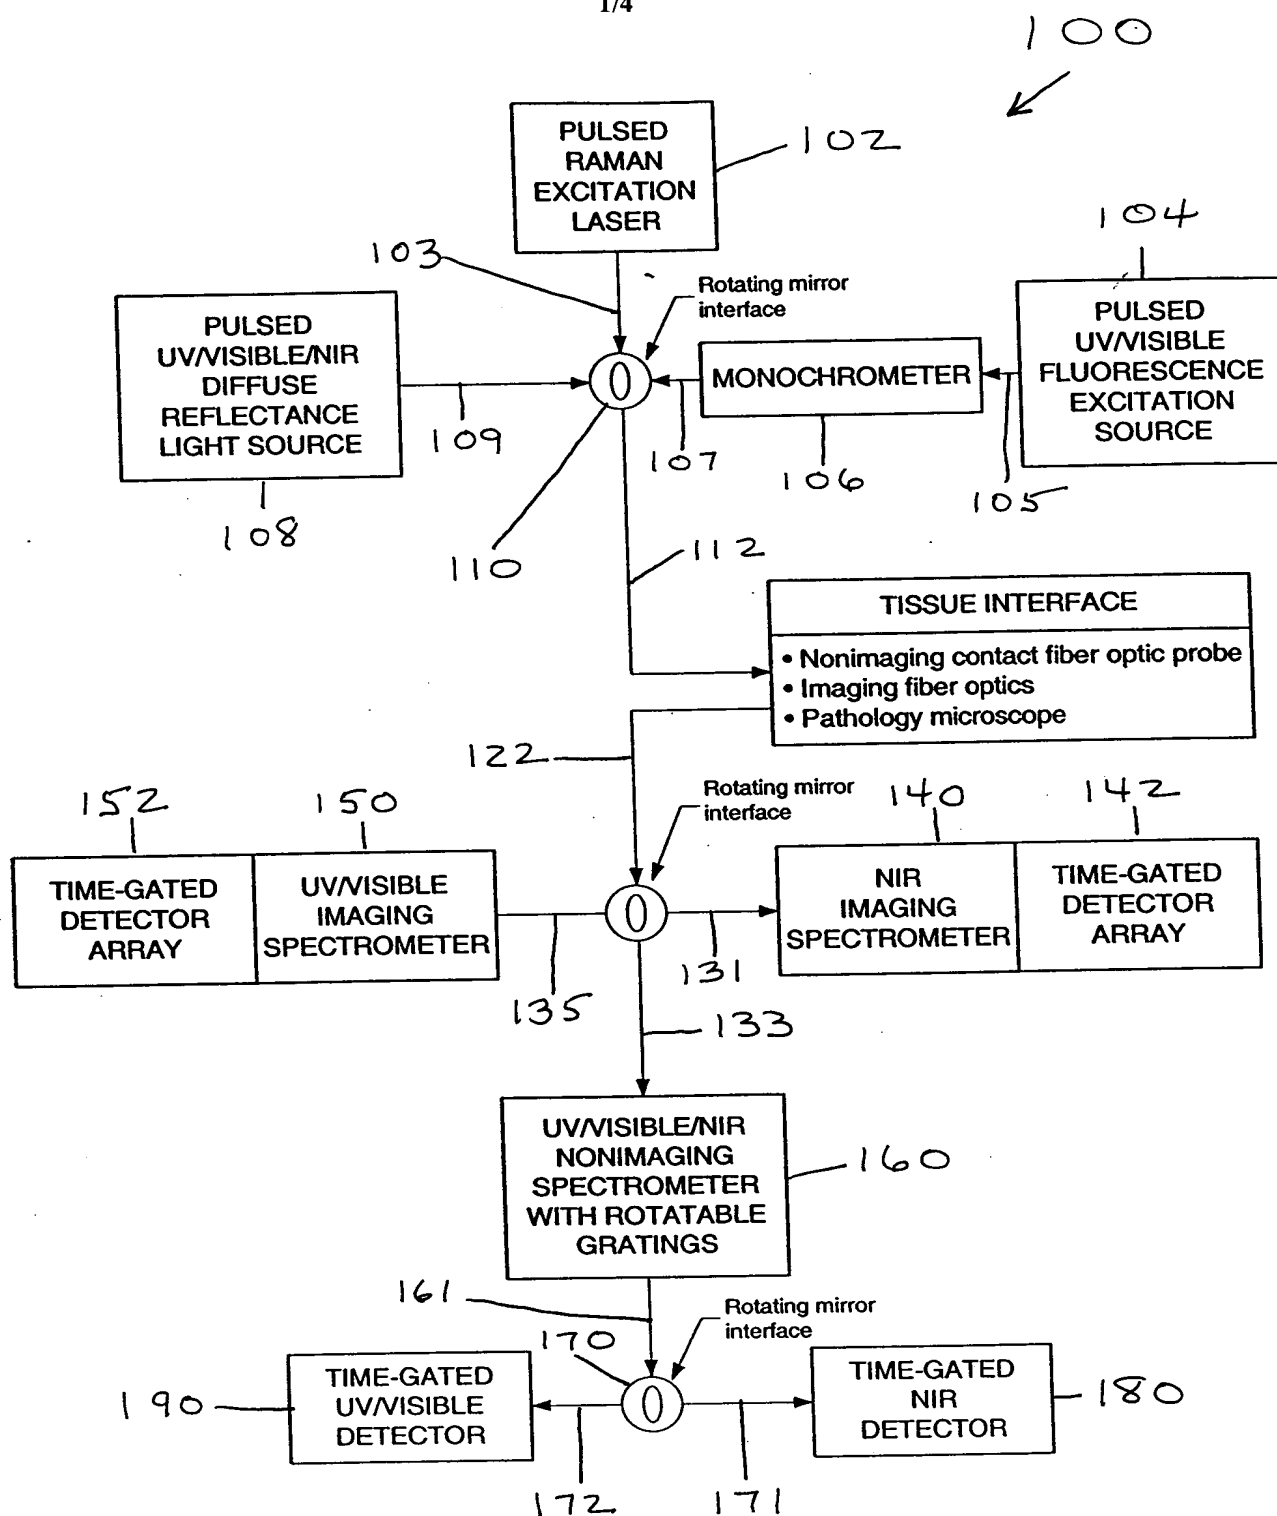 1/4
100
PULSED
RAMAN
EXCITATION
LASER
102
104
103
Rotating mirror
interface
PULSED
UV/VISIBLE/NIR
DIFFUSE
REFLECTANCE
LIGHT SOURCE
MONOCHROMETER
PULSED
UV/VISIBLE
FLUORESCENCE
EXCITATION
SOURCE
109
107
106
105
108
110
112
TISSUE INTERFACE
• Nonimaging contact fiber optic probe
• Imaging fiber optics
• Pathology microscope
122
152
150
Rotating mirror
interface
140
142
TIME-GATED
DETECTOR
ARRAY
UV/VISIBLE
IMAGING
SPECTROMETER
NIR
IMAGING
SPECTROMETER
TIME-GATED
DETECTOR
ARRAY
135
131
133
UV/VISIBLE/NIR
NONIMAGING
SPECTROMETER
WITH ROTATABLE
GRATINGS
160
161
170
Rotating mirror
interface
190
TIME-GATED
UV/VISIBLE
DETECTOR
TIME-GATED
NIR
DETECTOR
180
172
171